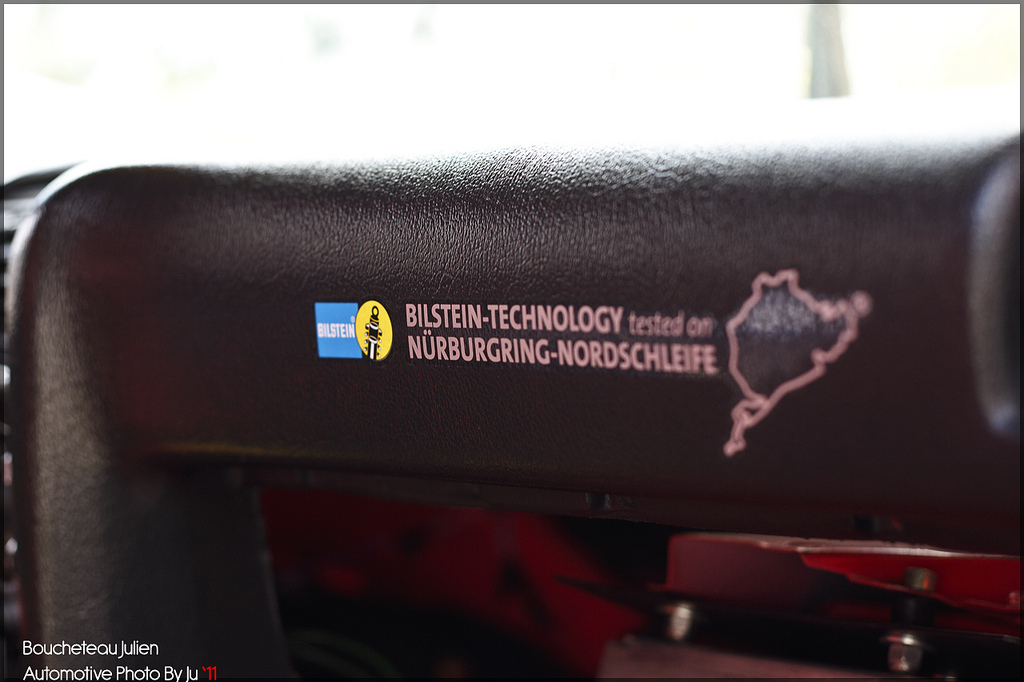 BILSTEIN®
BILSTEIN-TECHNOLOGY tested on
NÜRBURGRING-NORDSCHLEIFE
Boucheteau Julien
Automotive Photo By Ju '11